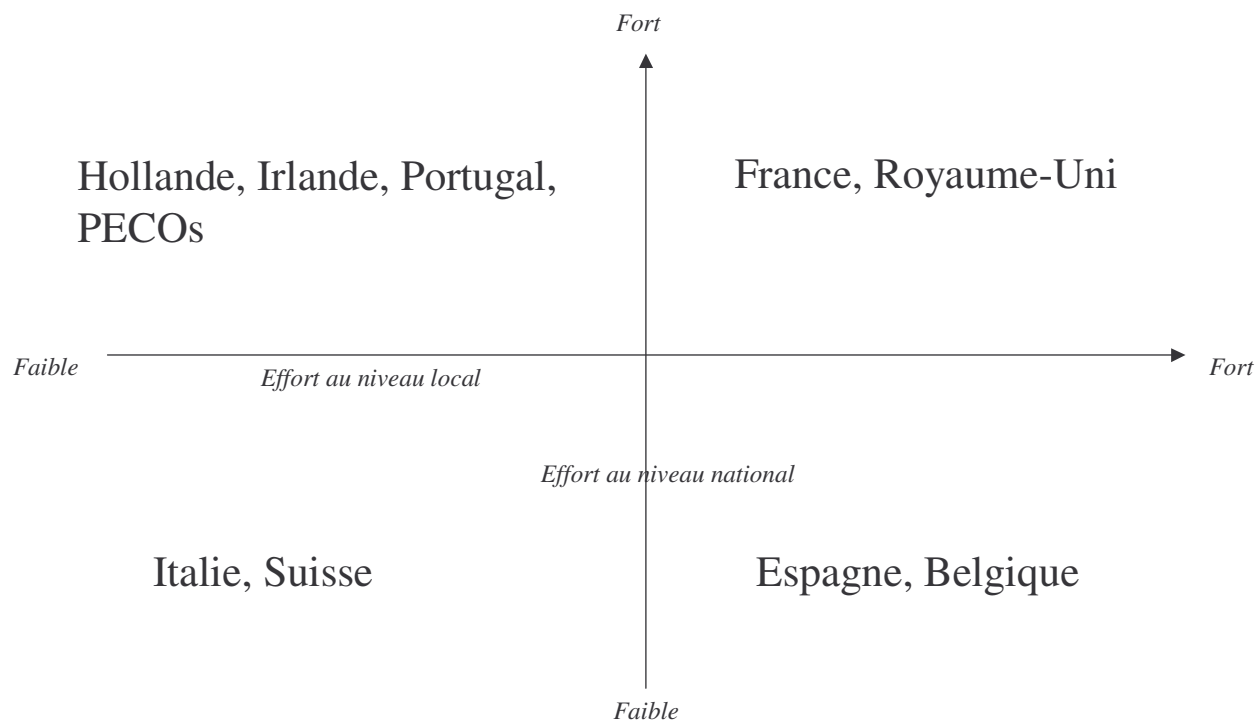 Fort
Hollande, Irlande, Portugal,
PECOs
France, Royaume-Uni
Faible
Effort au niveau local
Fort
Effort au niveau national
Italie, Suisse
Espagne, Belgique
Faible